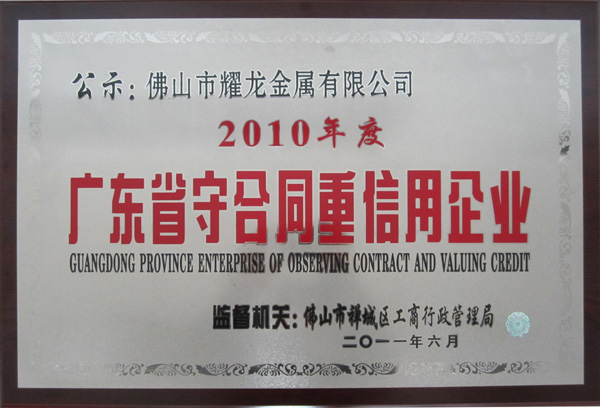 公示：佛山市耀龙金属有限公司
2010年度
广东省守合同重信用企业
GUANGDONG PROVINCE ENTERPRISE OF OBSERVING CONTRACT AND VALUING CREDIT
监督机关：佛山市禅城区工商行政管理局
二〇一一年六月